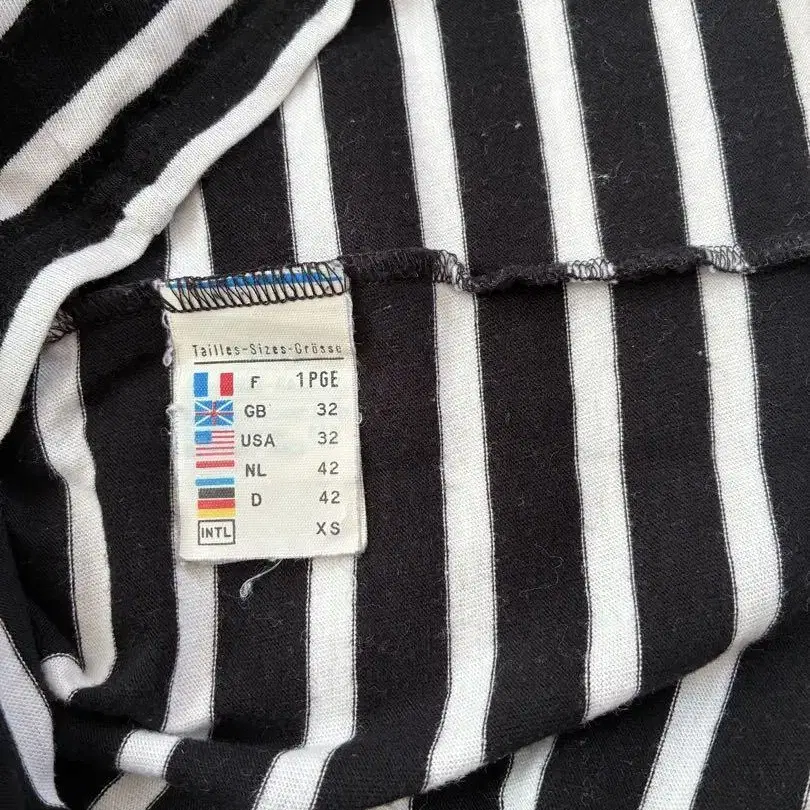 Tailles-Sizes-Grösse
F 1PGE
GB 32
USA 32
NL 42
D 42
INTL XS